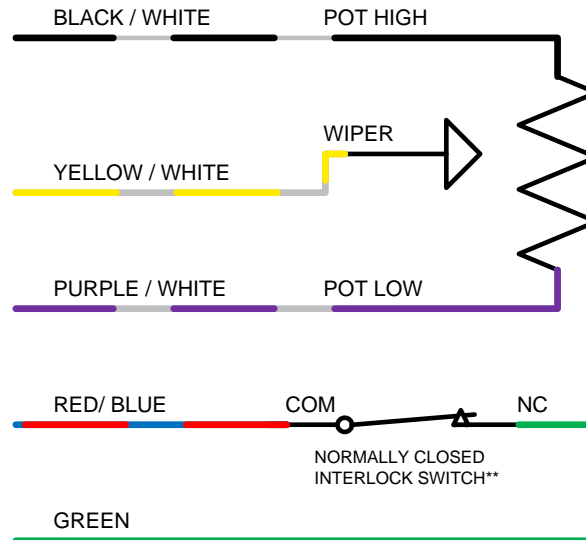 BLACK / WHITE
POT HIGH
WIPER
YELLOW / WHITE
PURPLE / WHITE
POT LOW
RED/ BLUE
COM
NC
NORMALLY CLOSED
INTERLOCK SWITCH**
GREEN